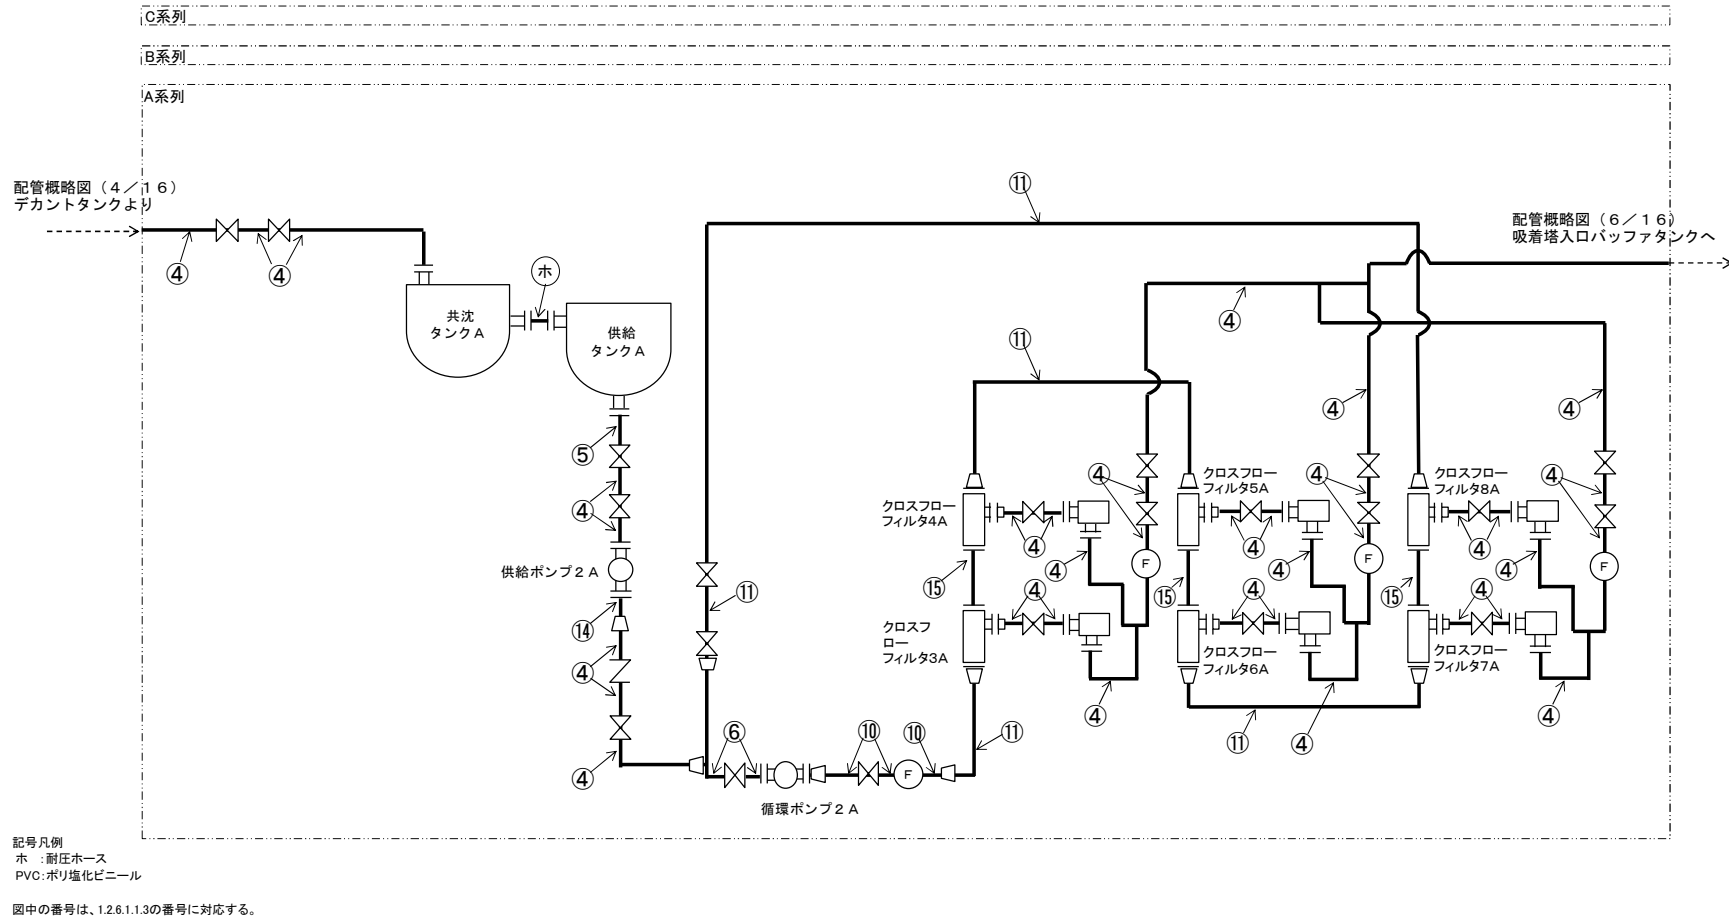 C系列
B系列
A系列
配管概略図（４／１６）
デカントタンクより
④
④
共沈
タンクＡ
ホ
供給
タンクＡ
⑤
④
供給ポンプ２Ａ
⑭
④
④
⑪
⑪
⑪
⑥
循環ポンプ２Ａ
⑩
F
⑩
⑪
配管概略図（６／１６）
吸着塔入口バッファタンクへ
④
④
④
クロスフロー
フィルタ4A
④
④
④
F
⑮
④
クロスフ
ロー
フィルタ3A
④
クロスフロー
フィルタ5A
④
④
④
F
⑮
④
クロスフロー
フィルタ6A
④
⑪
クロスフロー
フィルタ8A
④
④
④
F
⑮
④
クロスフロー
フィルタ7A
④
記号凡例
ホ ：耐圧ホース
PVC：ポリ塩化ビニール
図中の番号は、1.2.6.1.1.3の番号に対応する。